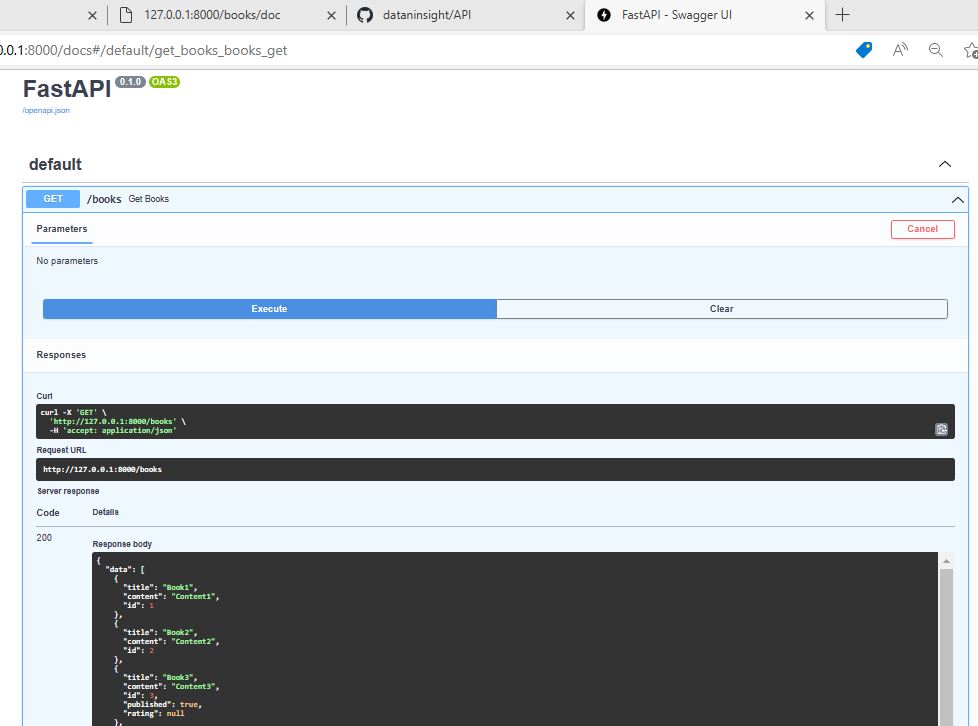 127.0.0.1:8000/books/doc
dataninsight/API
FastAPI - Swagger UI
0.0.1:8000/docs#/default/get_books_books_get
FastAPI 0.1.0 OAS3
/openapi.json
default
GET /books Get Books
Parameters
Cancel
No parameters
Execute
Clear
Responses
Curl
curl -X 'GET' \
'http://127.0.0.1:8000/books' \
-H 'accept: application/json'
Request URL
http://127.0.0.1:8000/books
Server response
Code Details
200
Response body
{
"data": [
{
"title": "Book1",
"content": "Content1",
"id": 1
},
{
"title": "Book2",
"content": "Content2",
"id": 2
},
{
"title": "Book3",
"content": "Content3",
"id": 3,
"published": true,
"rating": null
},